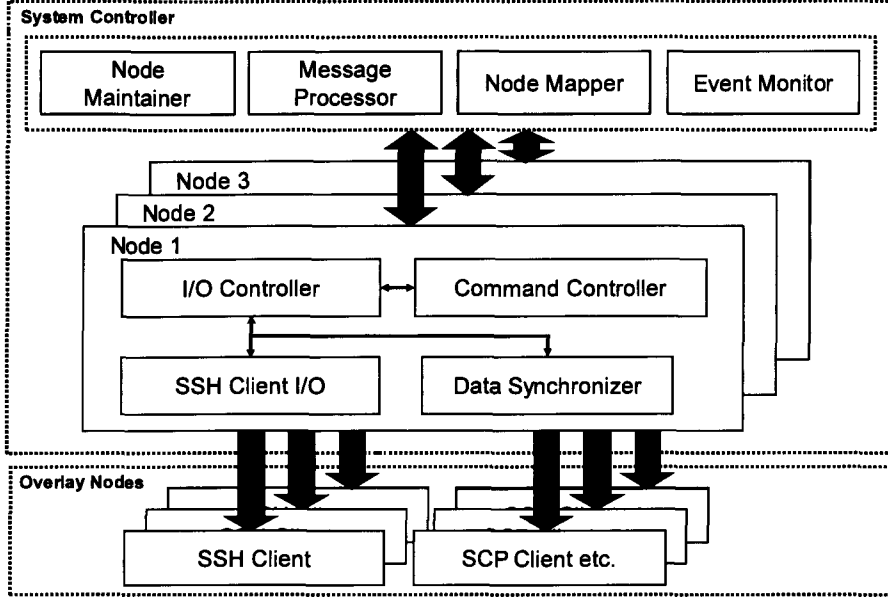 System Controller
Node Maintainer
Message Processor
Node Mapper
Event Monitor
Node 3
Node 2
Node 1
I/O Controller
Command Controller
SSH Client I/O
Data Synchronizer
Overlay Nodes
SSH Client
SCP Client etc.